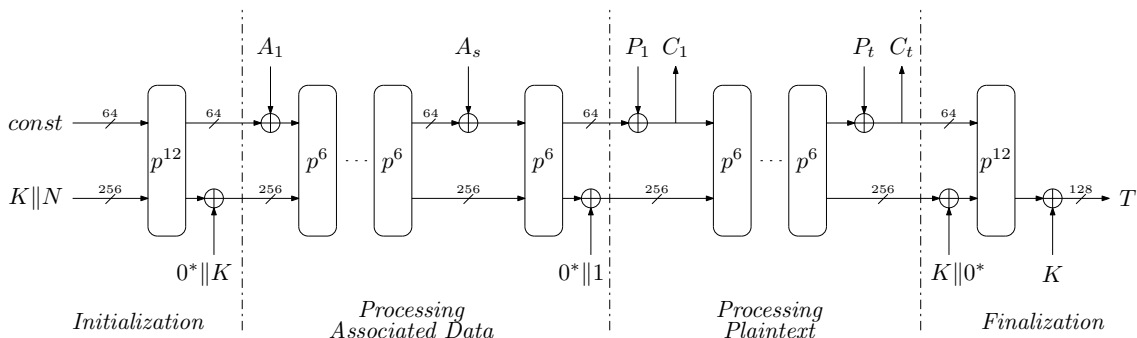 A₁ Aₛ P₁ C₁ Pₜ Cₜ
const 64 64 64 64 64
p¹² p⁶ ··· p⁶ p⁶ p⁶ ··· p⁶ p¹²
K∥N 256 256 256 256 256 128 T
0*∥K 0*∥1 K∥0* K
Initialization
Processing
Associated Data
Processing
Plaintext
Finalization